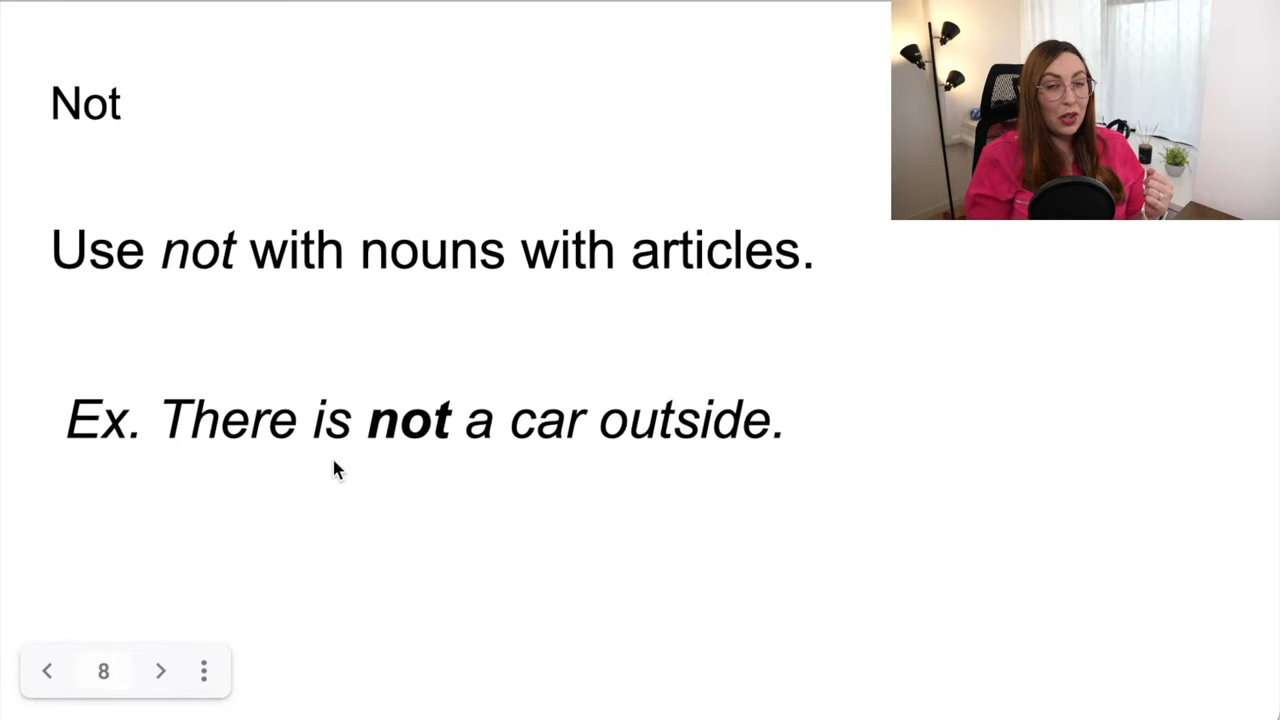 Not
Use not with nouns with articles.
Ex. There is not a car outside.
8